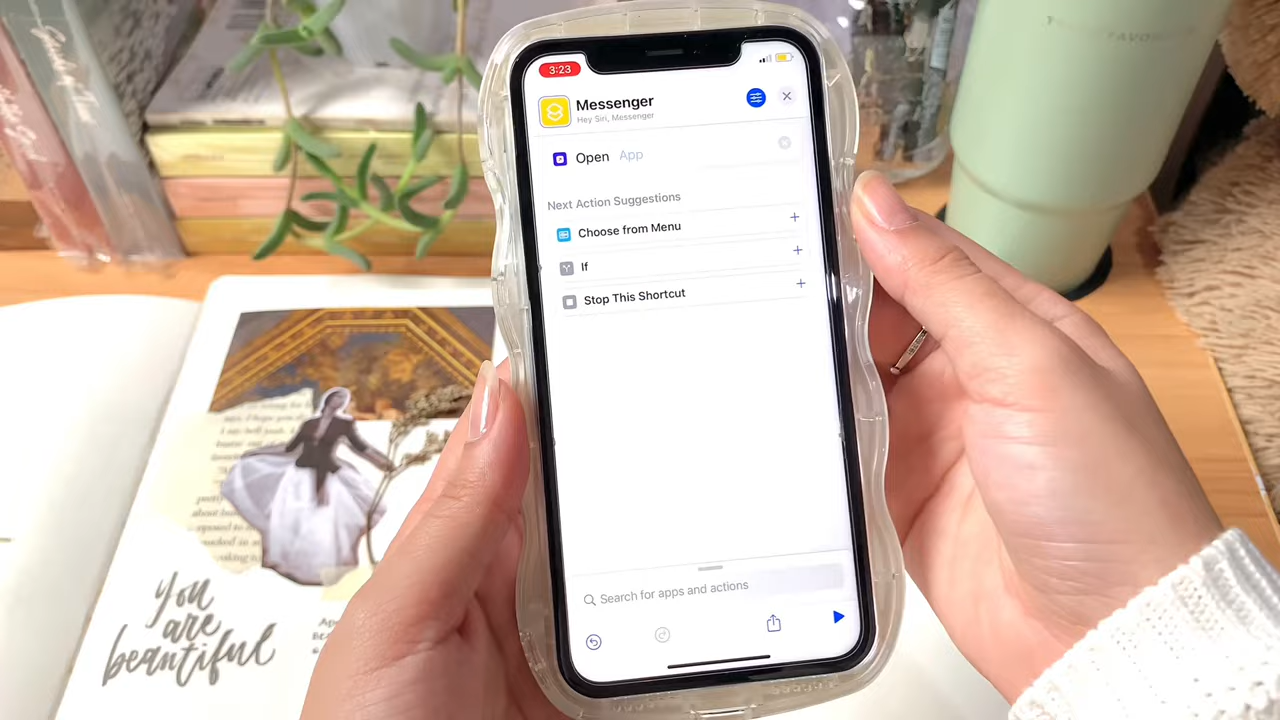 3:23
Messenger
Hey Siri, Messenger
Open App
Next Action Suggestions
Choose from Menu
If
Stop This Shortcut
Search for apps and actions
You
are
beautiful